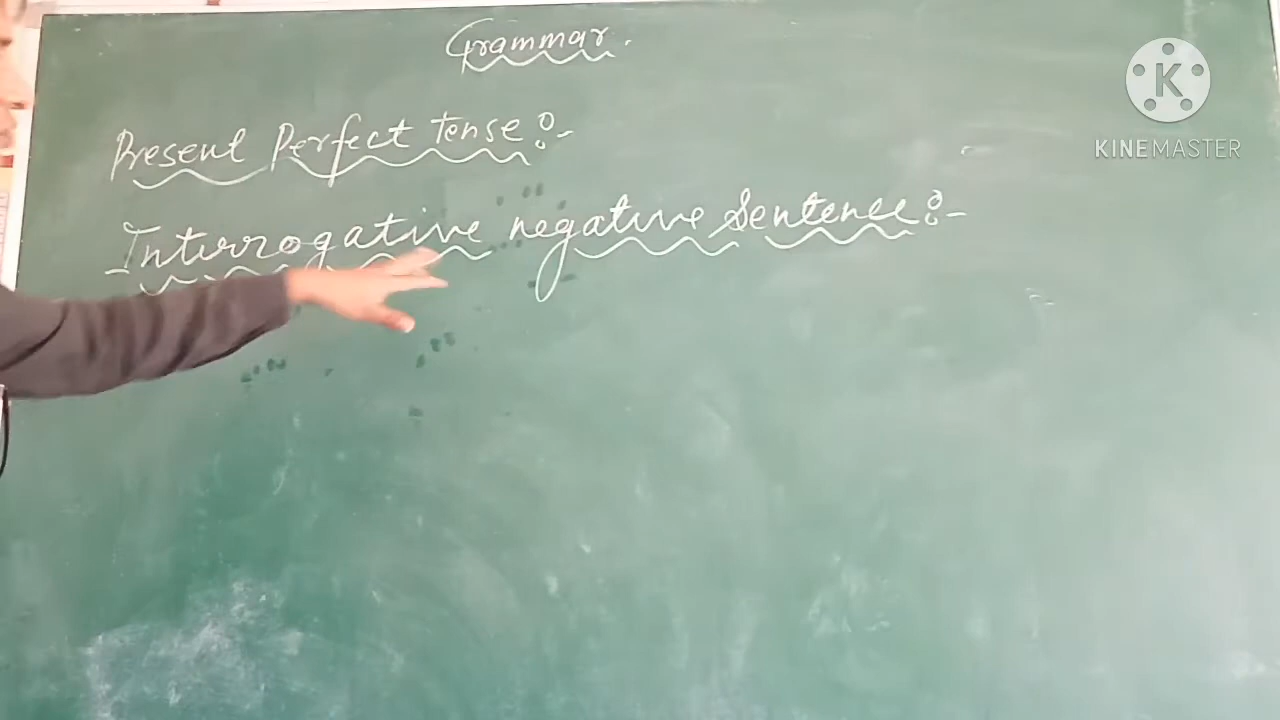 Grammar.
KINEMASTER
Present Perfect Tense:-
Interrogative negative Sentence:-